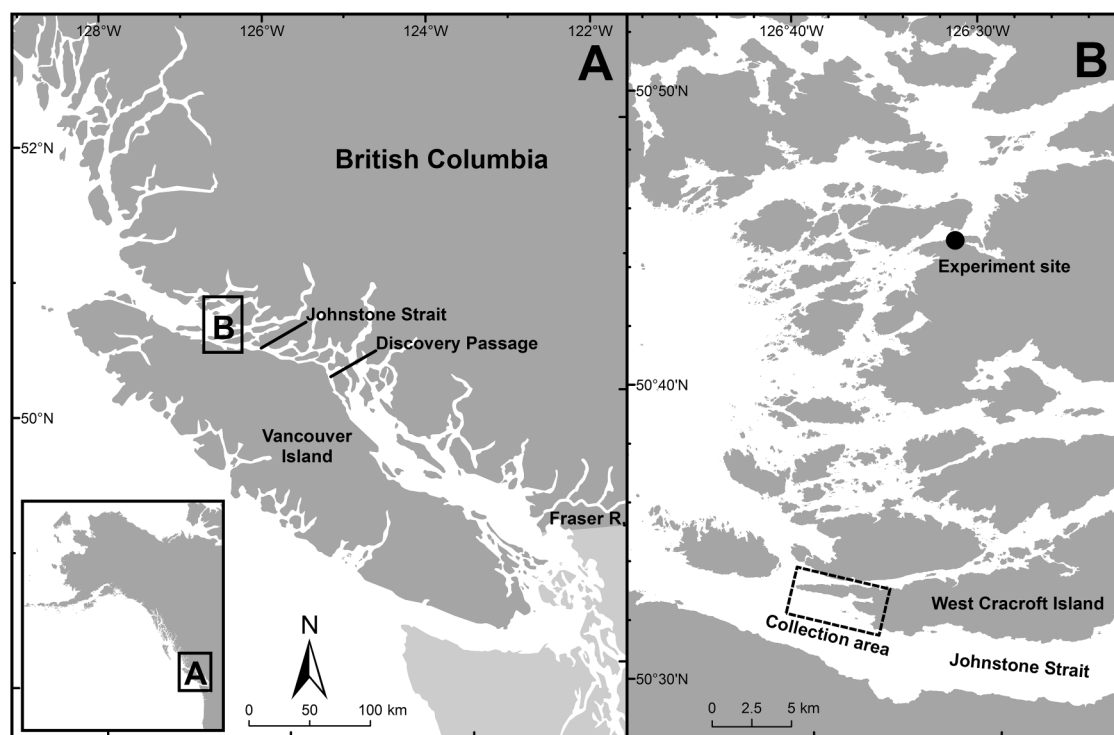 128°W
126°W
124°W
122°W
A
52°N
British Columbia
B
Johnstone Strait
Discovery Passage
50°N
Vancouver
Island
Fraser R.
A
N
0 50 100 km
126°40'W
126°30'W
B
50°50'N
Experiment site
50°40'N
West Cracroft Island
Collection area
Johnstone Strait
50°30'N
0 2.5 5 km